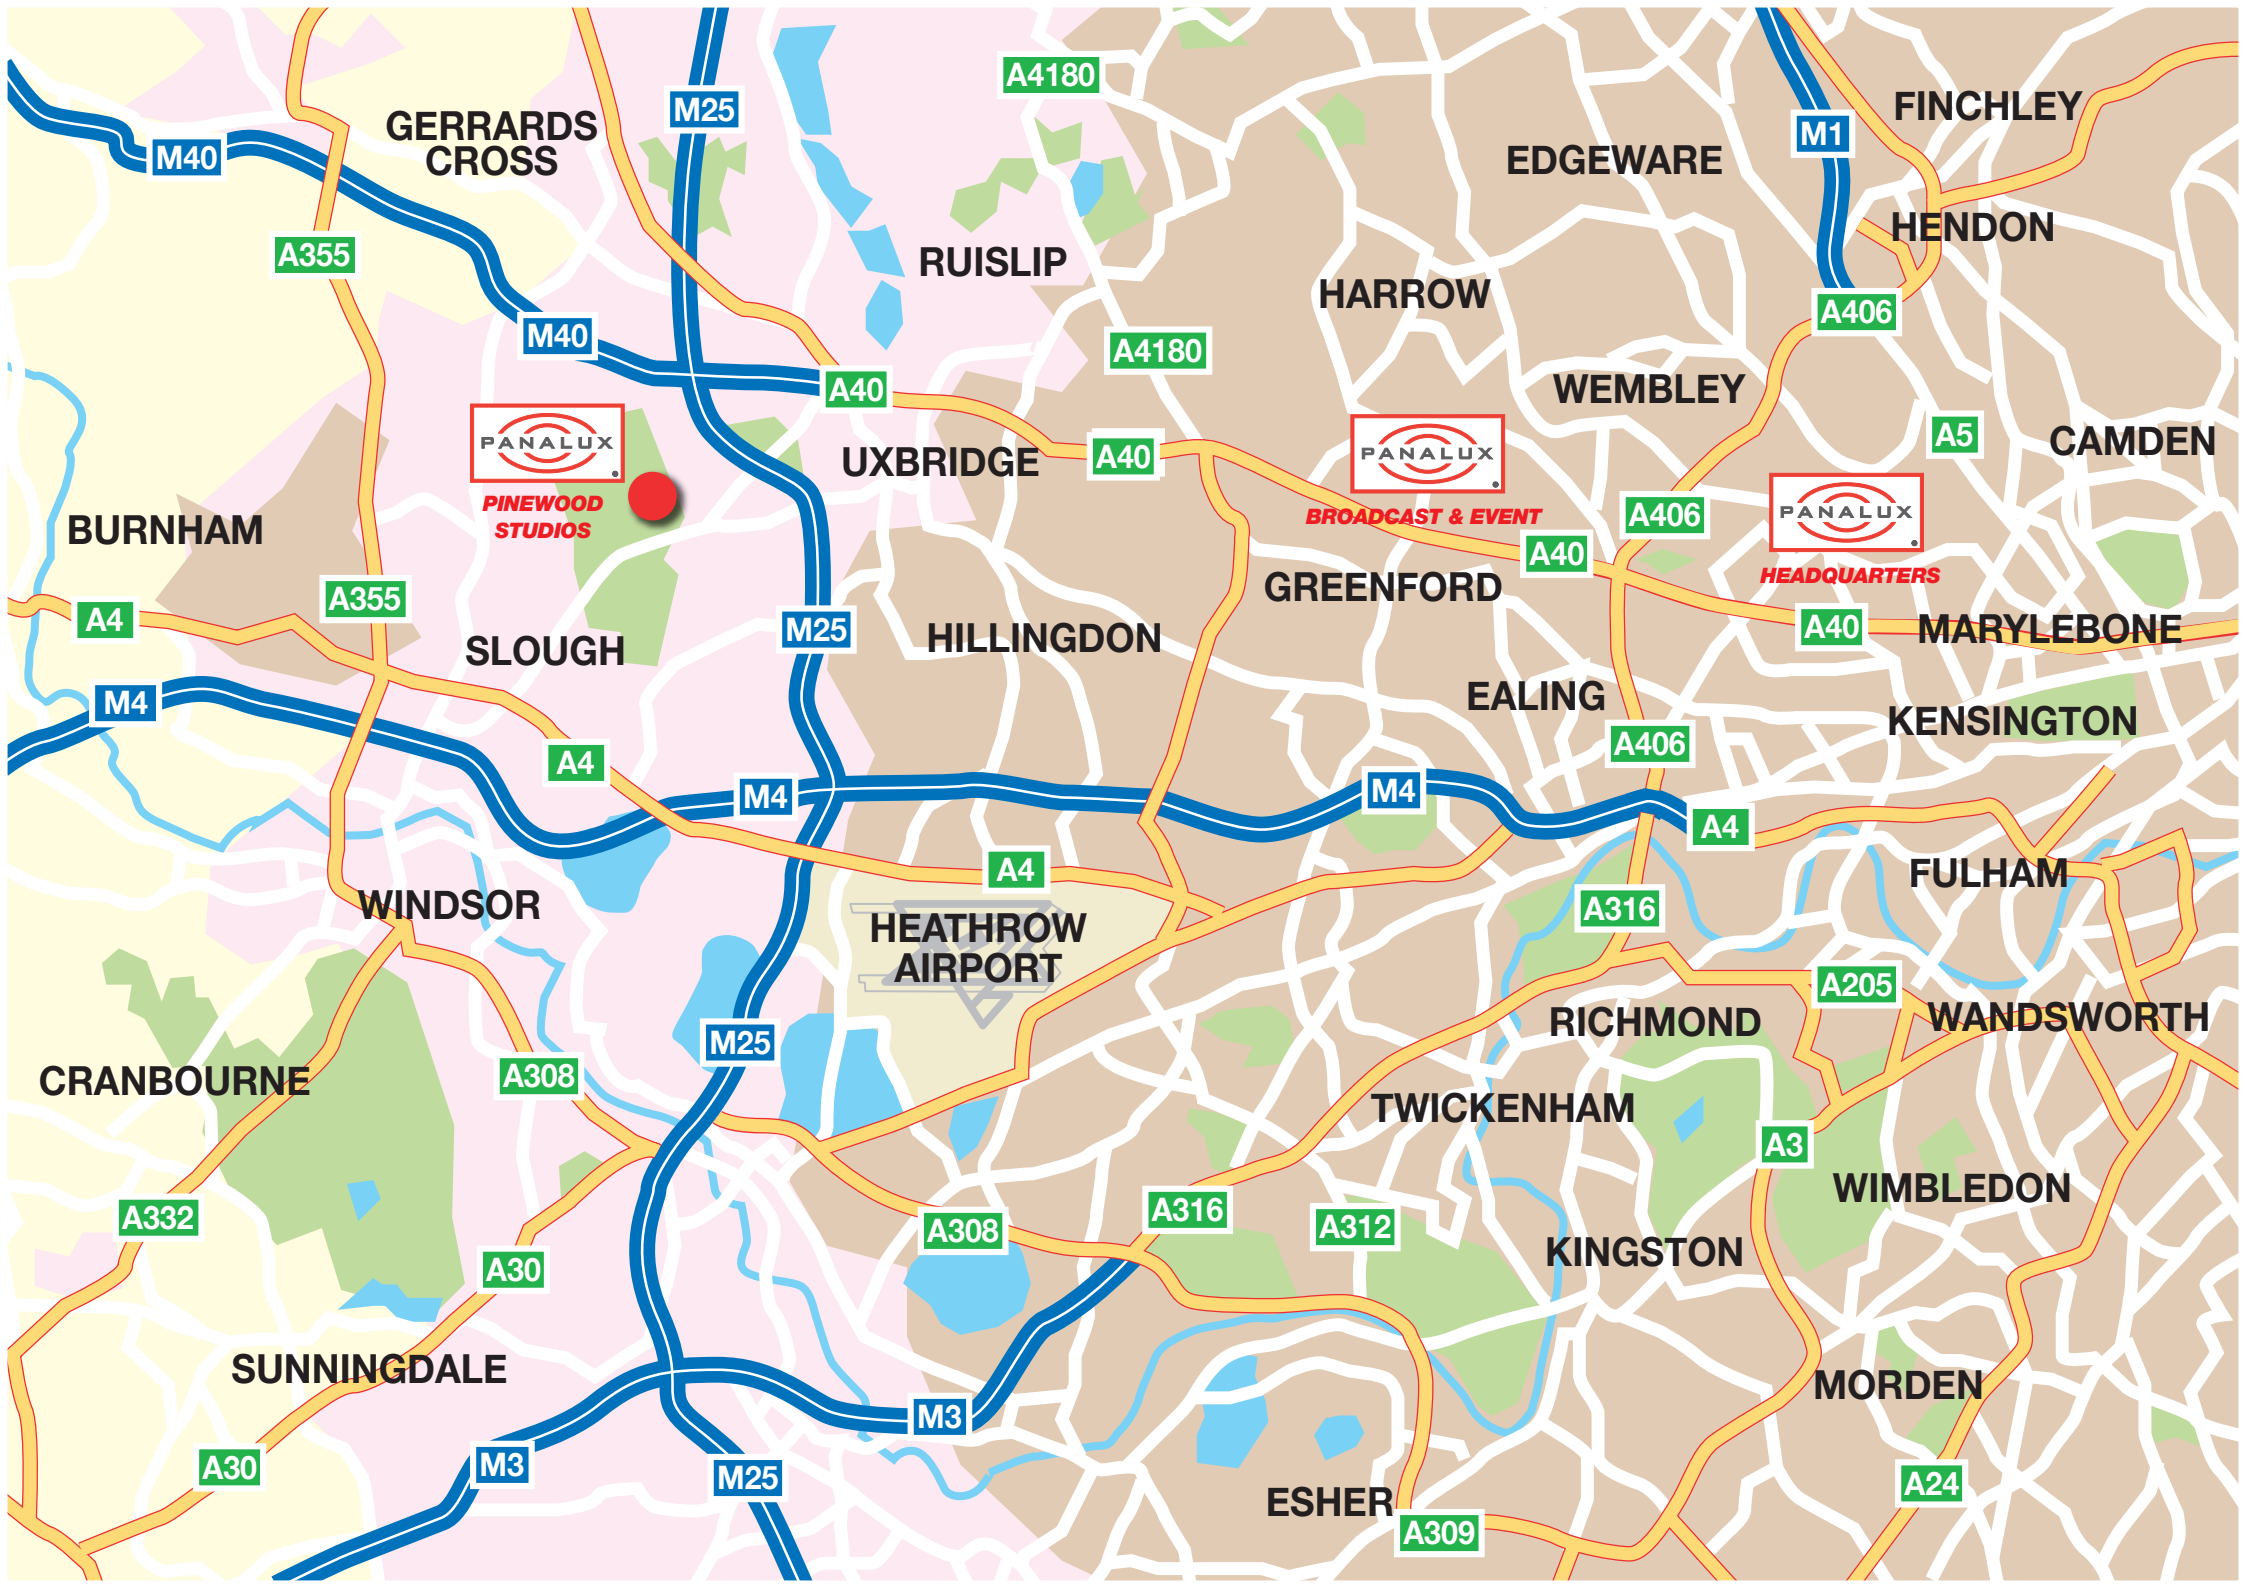 A4180
M25
FINCHLEY
GERRARDS
CROSS
M1
M40
EDGEWARE
HENDON
A355
RUISLIP
HARROW
A406
M40
A4180
A40
WEMBLEY
A5
CAMDEN
PANALUX
PANALUX
UXBRIDGE
A40
PINEWOOD
STUDIOS
BROADCAST & EVENT
A406
PANALUX
BURNHAM
A40
HEADQUARTERS
A355
GREENFORD
A4
M25
HILLINGDON
A40
MARYLEBONE
SLOUGH
M4
EALING
KENSINGTON
A406
A4
M4
M4
A4
A4
FULHAM
WINDSOR
A316
HEATHROW
AIRPORT
A205
RICHMOND
WANDSWORTH
M25
CRANBOURNE
A308
TWICKENHAM
A3
WIMBLEDON
A332
A316
A308
A312
KINGSTON
A30
SUNNINGDALE
MORDEN
M3
A30
M3
M25
A24
ESHER
A309